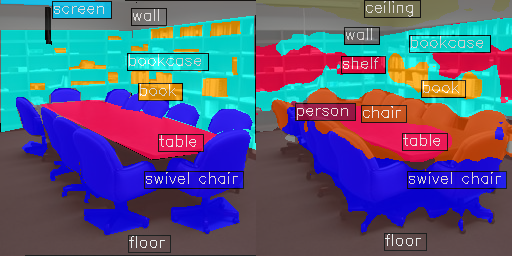 screen
wall
bookcase
book
table
swivel chair
floor
ceiling
wall
bookcase
shelf
book
person
chair
table
swivel chair
floor